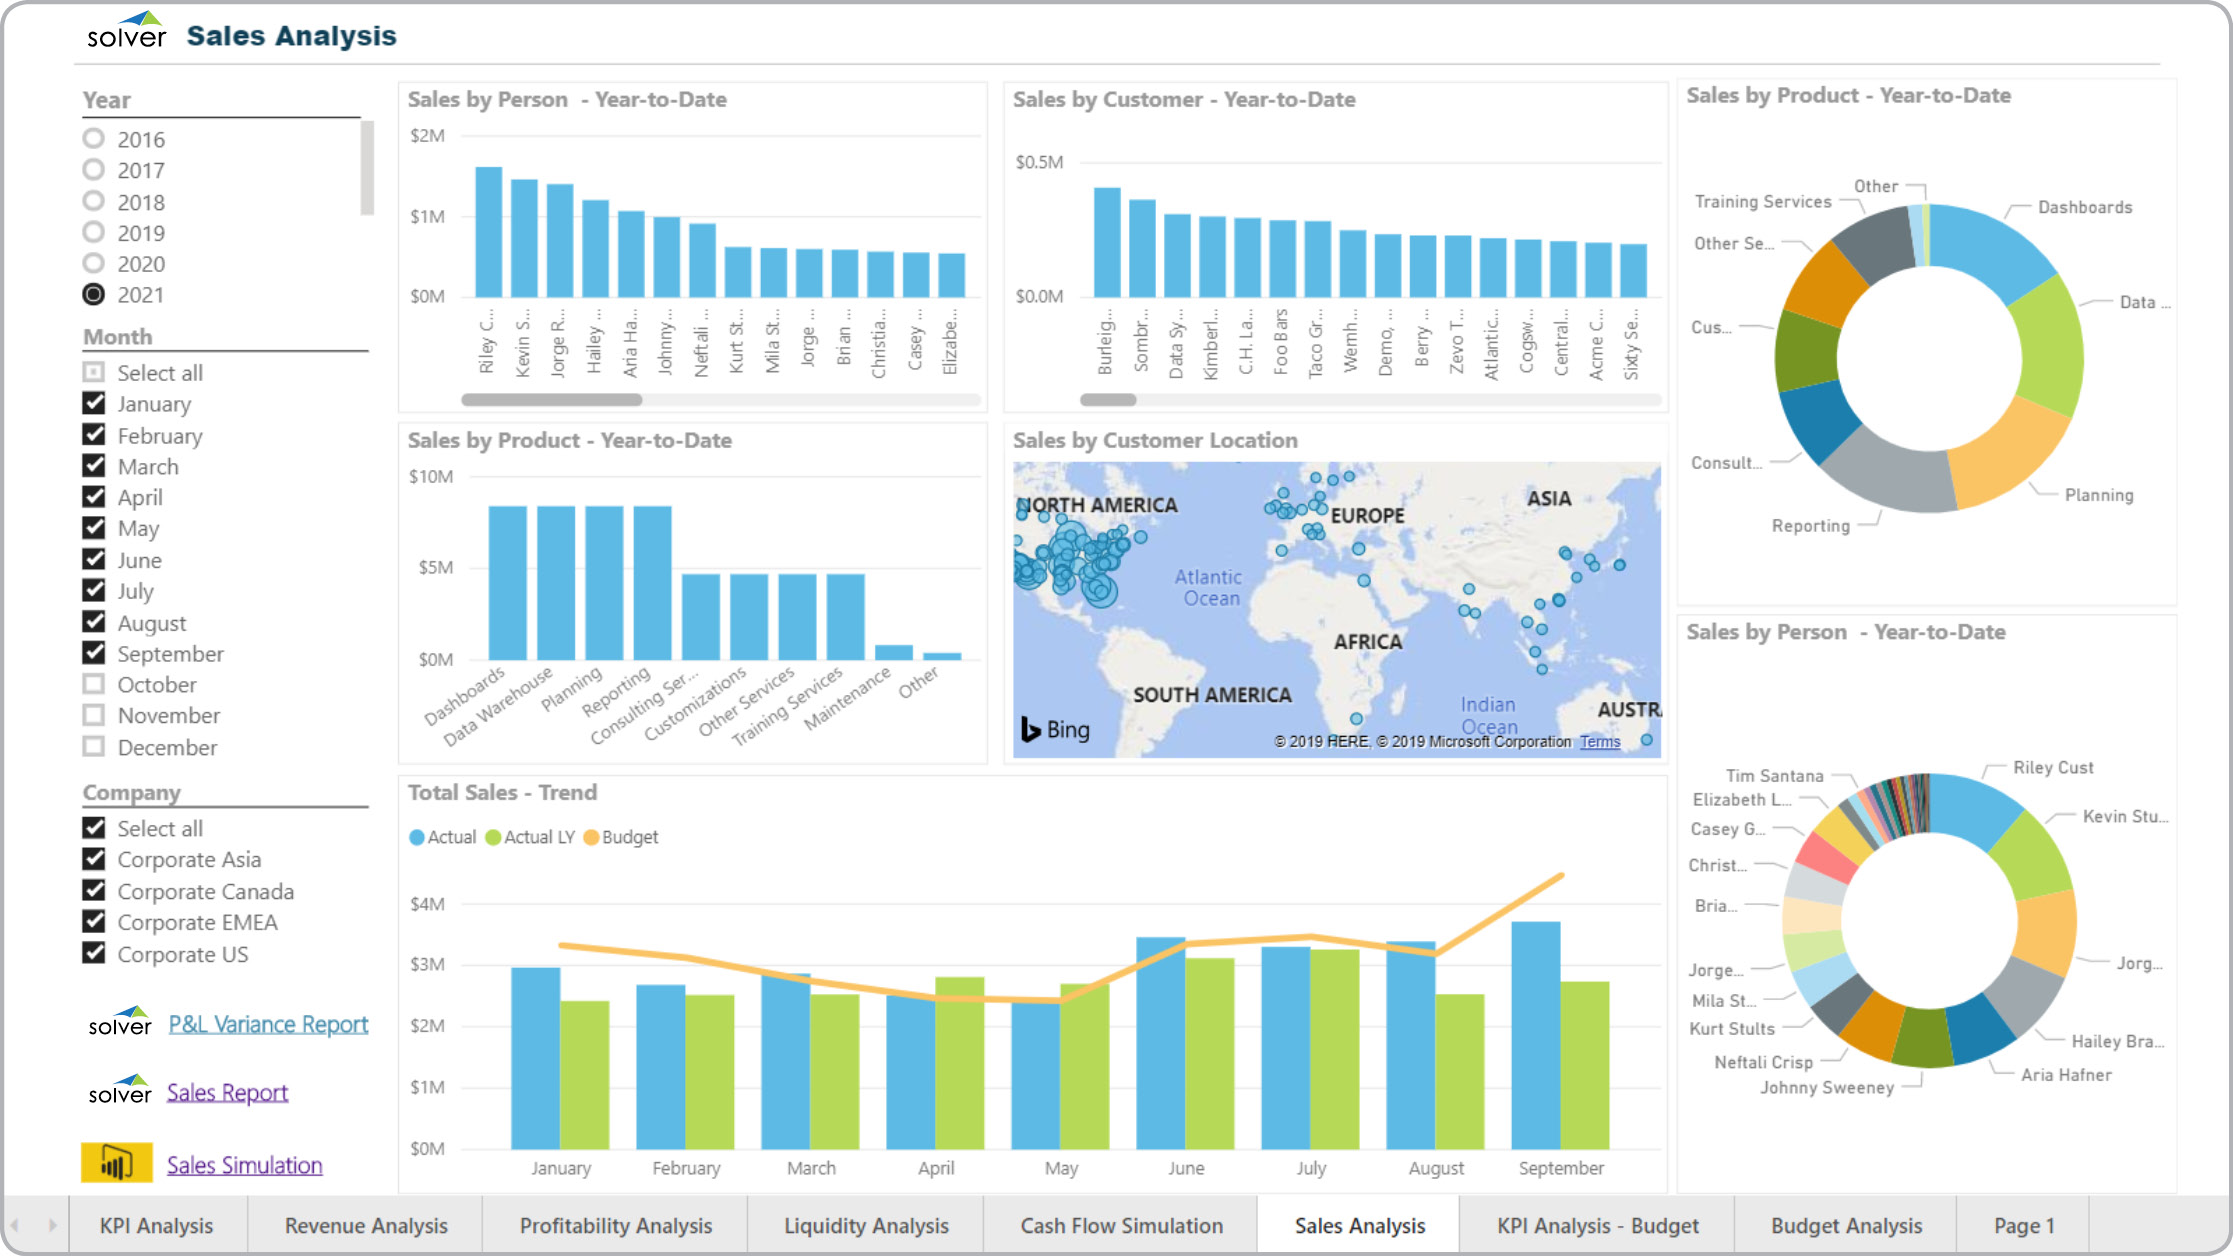 solver Sales Analysis
Year
2016
2017
2018
2019
2020
2021
Month
Select all
January
February
March
April
May
June
July
August
September
October
November
December
Company
Select all
Corporate Asia
Corporate Canada
Corporate EMEA
Corporate US
solver P&L Variance Report
solver Sales Report
Sales Simulation
Sales by Person - Year-to-Date
$2M
$1M
$0M
Riley C...
Kevin S...
Jorge R...
Hailey ...
Aria Ha...
Johnny...
Neftali ...
Kurt St...
Mila St...
Jorge ...
Brian ...
Christia...
Casey ...
Elizabe...
Sales by Customer - Year-to-Date
$0.5M
$0.0M
Burleig...
Sombr...
Data Sy...
Kimberl...
C.H. La...
Foo Bars
Taco Gr...
Wemh...
Demo, ...
Berry ...
Zevo T...
Atlantic...
Cogsw...
Central...
Acme C...
Sixty Se...
Sales by Product - Year-to-Date
Other
Training Services
Dashboards
Other Se...
Data ...
Cus...
Consult...
Planning
Reporting
Sales by Product - Year-to-Date
$10M
$5M
$0M
Dashboards
Data Warehouse
Planning
Reporting
Consulting Ser...
Customizations
Other Services
Training Services
Maintenance
Other
Sales by Customer Location
NORTH AMERICA
ASIA
EUROPE
Atlantic
Ocean
AFRICA
SOUTH AMERICA
Indian
Ocean
AUSTR
Bing
© 2019 HERE, © 2019 Microsoft Corporation Terms
Sales by Person - Year-to-Date
Tim Santana
Riley Cust
Elizabeth L...
Kevin Stu...
Casey G...
Christ...
Bria...
Jorge...
Jorg...
Mila St...
Kurt Stults
Hailey Bra...
Neftali Crisp
Aria Hafner
Johnny Sweeney
Total Sales - Trend
Actual Actual LY Budget
$4M
$3M
$2M
$1M
$0M
January February March April May June July August September
KPI Analysis Revenue Analysis Profitability Analysis Liquidity Analysis Cash Flow Simulation Sales Analysis KPI Analysis - Budget Budget Analysis Page 1